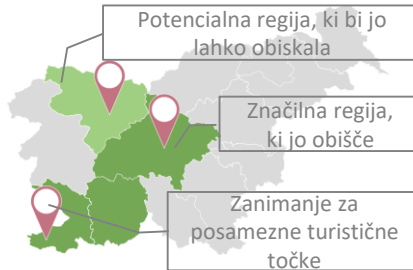 Potencialna regija, ki bi jo
lahko obiskala
Značilna regija,
ki jo obišče
Zanimanje za
posamezne turistične
točke